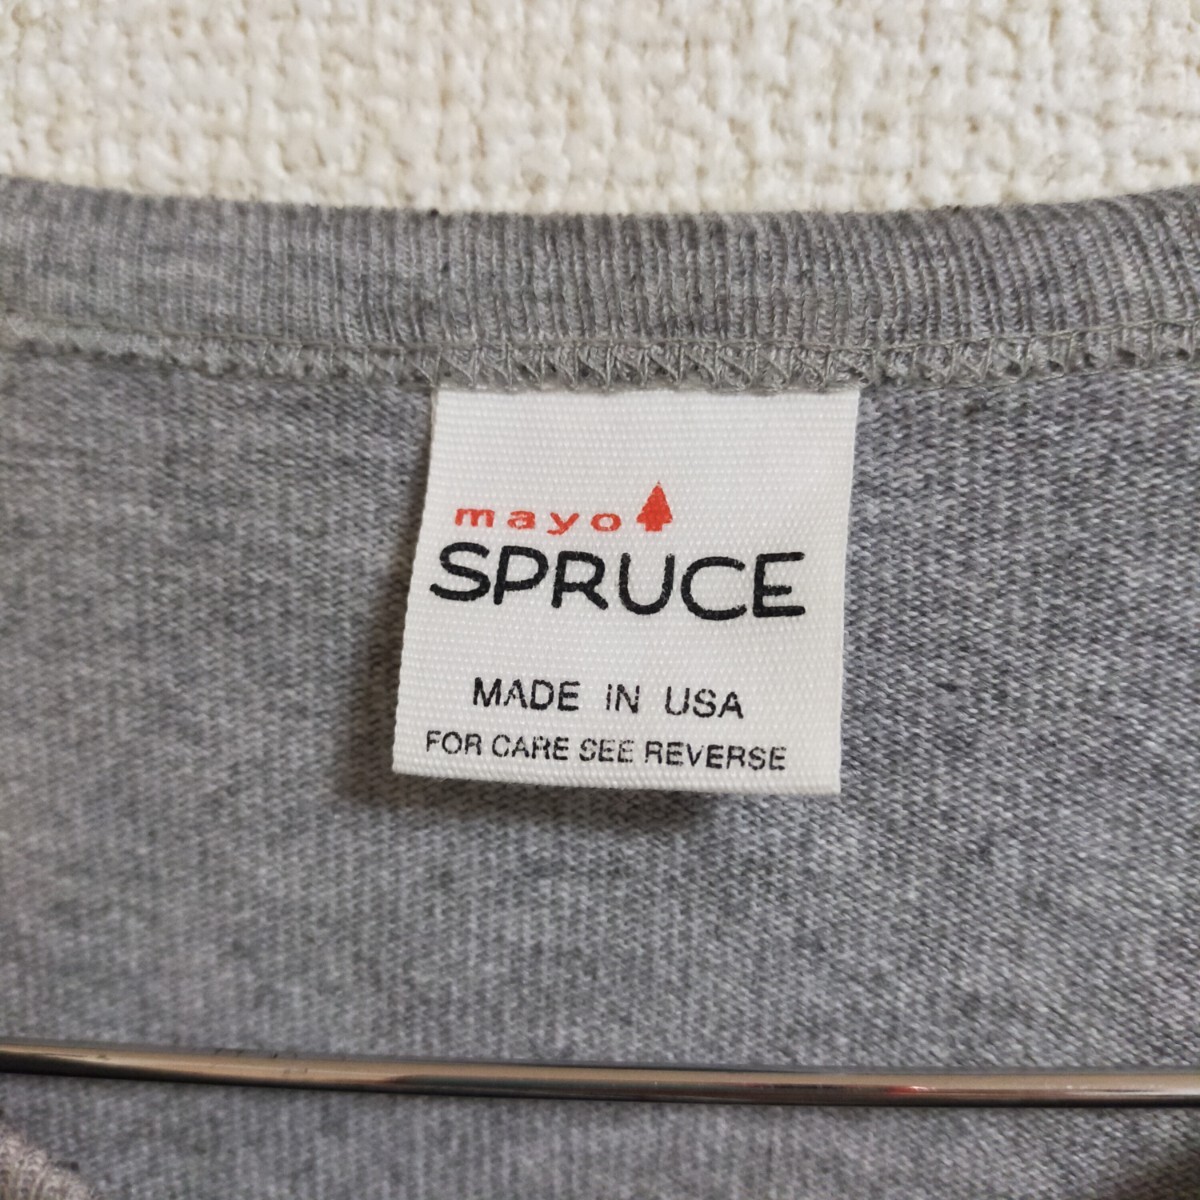 mayo
SPRUCE
MADE IN USA
FOR CARE SEE REVERSE